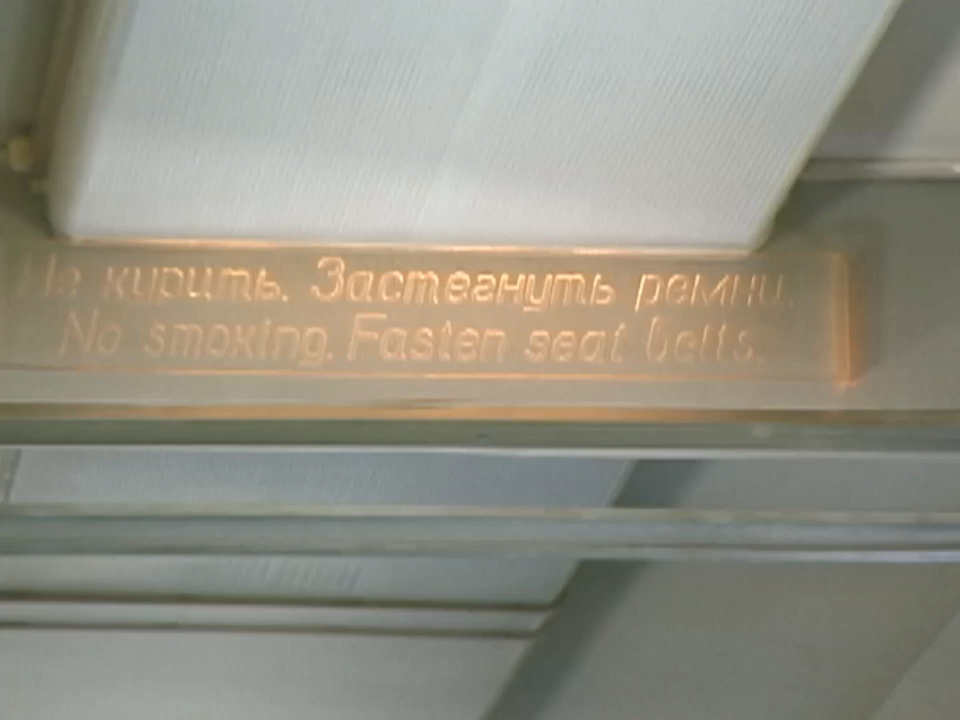 Не курить. Застегнуть ремни.
No smoking. Fasten seat belts.